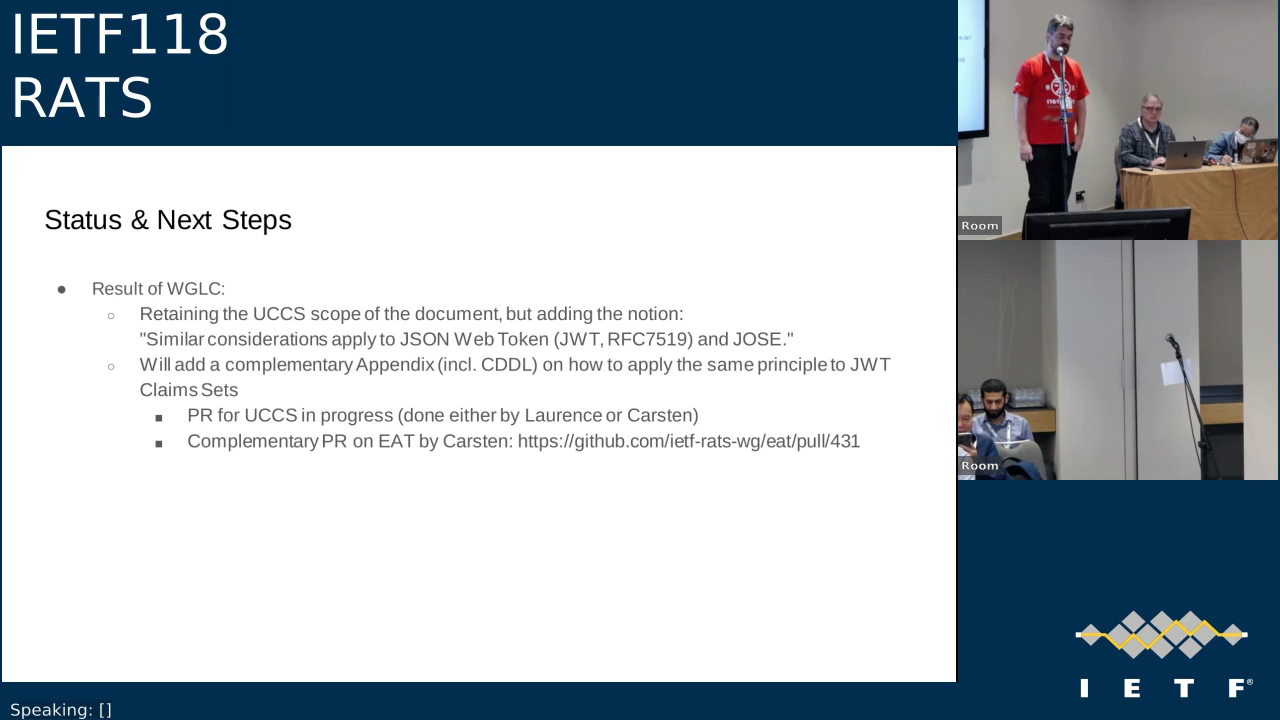 IETF118
RATS
Status & Next Steps
● Result of WGLC:
○ Retaining the UCCS scope of the document, but adding the notion:
"Similar considerations apply to JSON Web Token (JWT, RFC7519) and JOSE."
○ Will add a complementary Appendix (incl. CDDL) on how to apply the same principle to JWT
Claims Sets
■ PR for UCCS in progress (done either by Laurence or Carsten)
■ Complementary PR on EAT by Carsten: https://github.com/ietf-rats-wg/eat/pull/431
Room
Room
I E T F®
Speaking: []